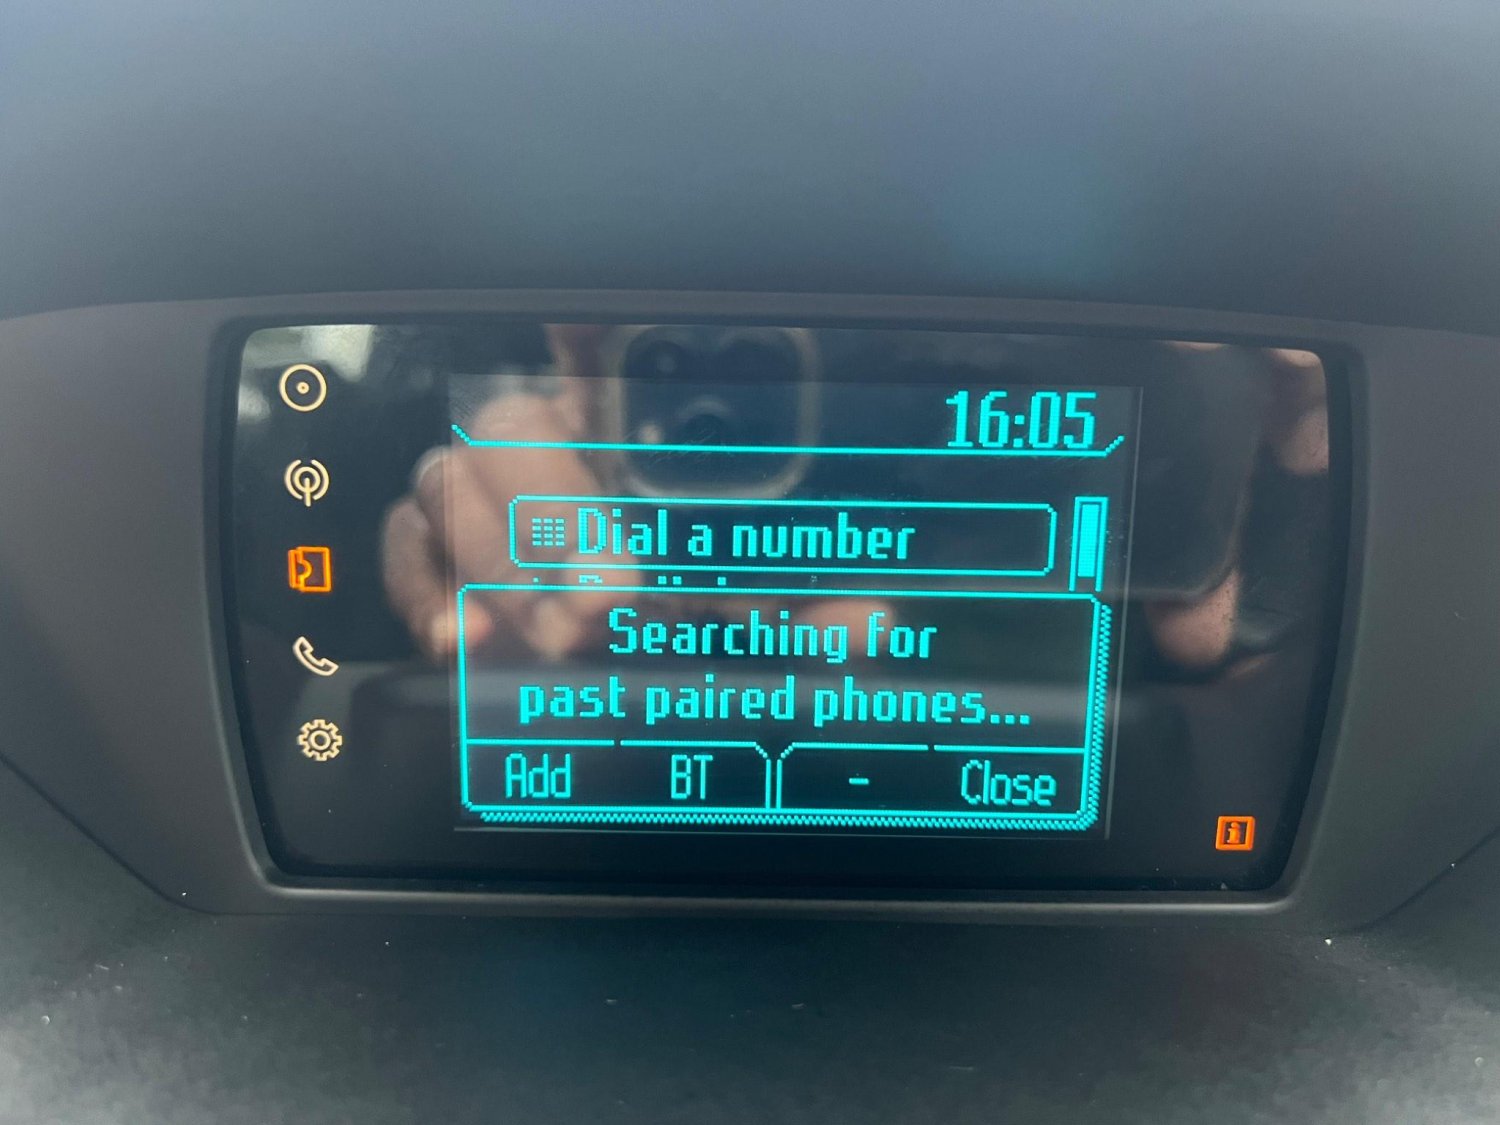 16:05
Dial a number
Searching for
past paired phones...
Add BT - Close
i